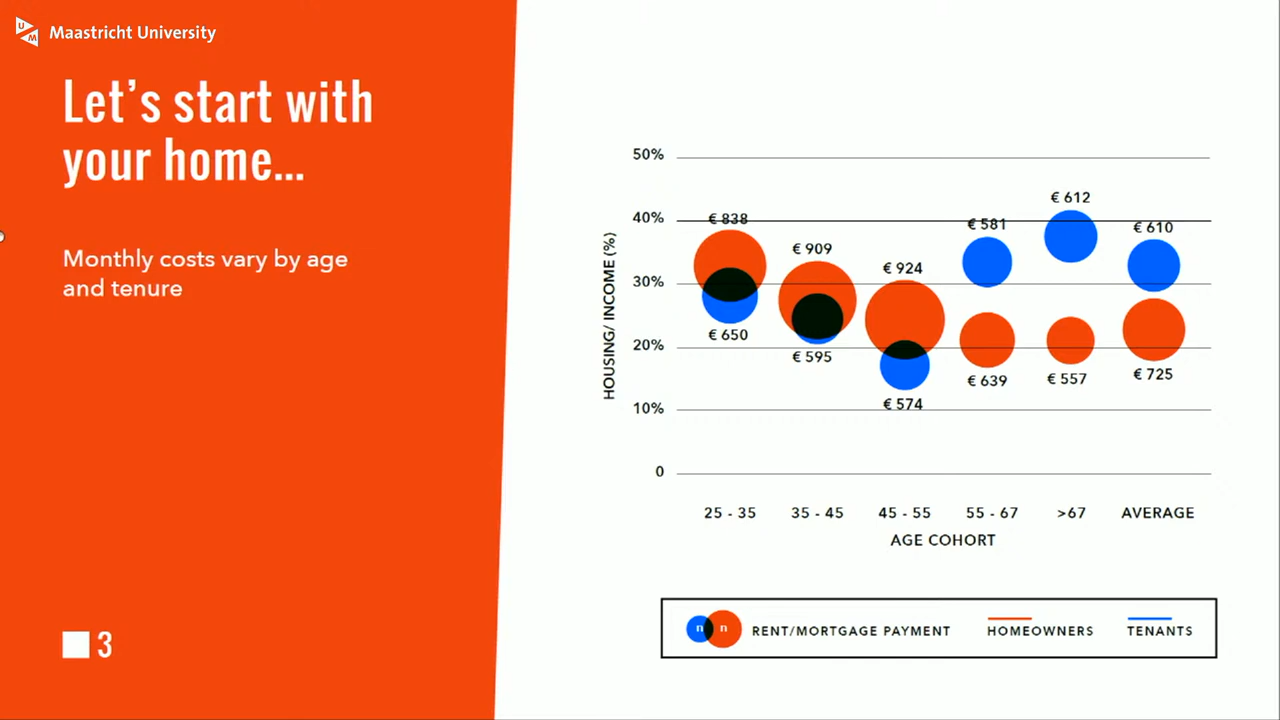 Maastricht University
Let's start with
your home...
Monthly costs vary by age
and tenure
3
HOUSING/ INCOME (%)
50%
40%
30%
20%
10%
0
€ 838
€ 650
€ 909
€ 595
€ 924
€ 574
€ 581
€ 639
€ 612
€ 557
€ 610
€ 725
25 - 35 35 - 45 45 - 55 55 - 67 >67 AVERAGE
AGE COHORT
n n RENT/MORTGAGE PAYMENT HOMEOWNERS TENANTS